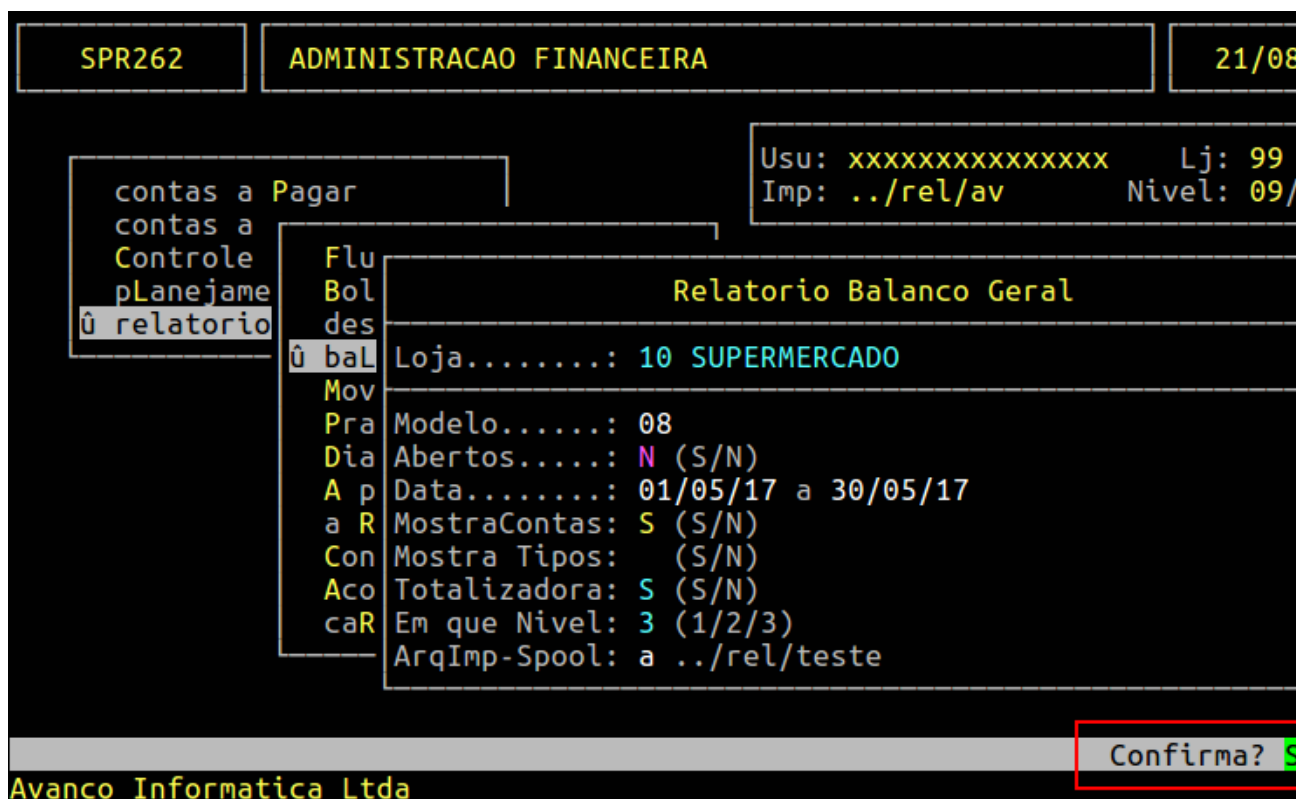 SPR262 ADMINISTRACAO FINANCEIRA 21/08
Usu: xxxxxxxxxxxxxxx Lj: 99
contas a Pagar Imp: ../rel/av Nivel: 09/
contas a
Controle Flu
pLanejame Bol Relatorio Balanco Geral
û relatorio des
û baL Loja........: 10 SUPERMERCADO
Mov
Pra Modelo......: 08
Dia Abertos.....: N (S/N)
A p Data........: 01/05/17 a 30/05/17
a R MostraContas: S (S/N)
Con Mostra Tipos: (S/N)
Aco Totalizadora: S (S/N)
caR Em que Nivel: 3 (1/2/3)
ArqImp-Spool: a ../rel/teste
Confirma? S
Avanco Informatica Ltda